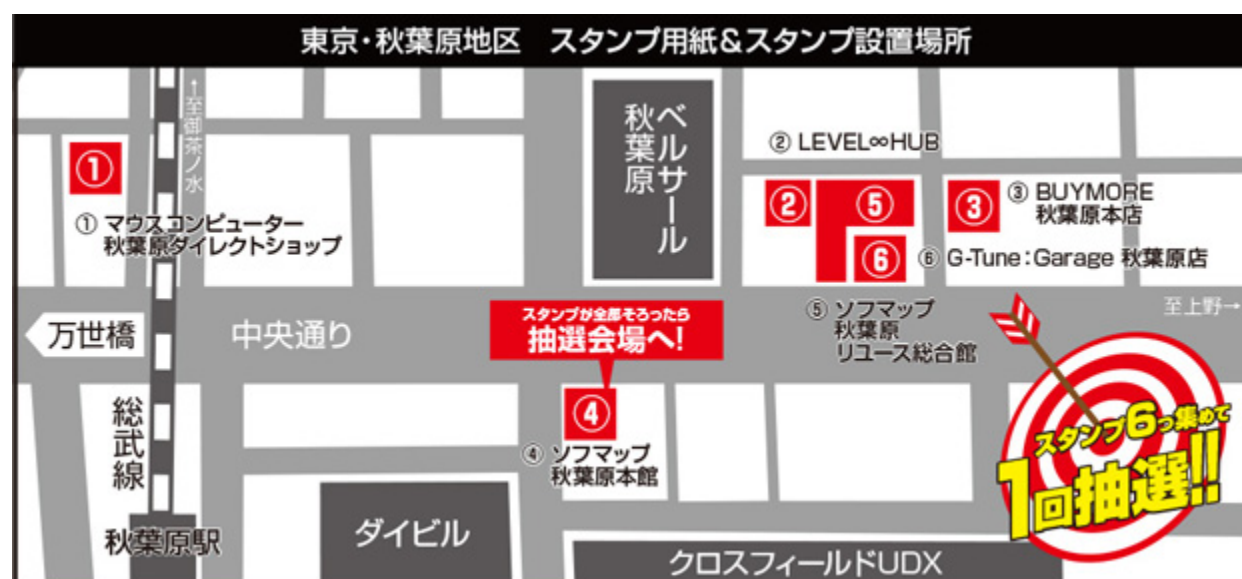 東京・秋葉原地区 スタンプ用紙&スタンプ設置場所
↑至御茶ノ水
ベルサール
秋葉原
② LEVEL∞HUB
①
②
⑤
③
③ BUYMORE
秋葉原本店
① マウスコンピューター
秋葉原ダイレクトショップ
⑥
⑥ G-Tune:Garage 秋葉原店
至上野→
万世橋
中央通り
スタンプが全部そろったら
抽選会場へ!
⑤ ソフマップ
秋葉原
リユース総合館
総武線
④
④ ソフマップ
秋葉原本館
スタンプ6つ集めて
1回抽選!!
秋葉原駅
ダイビル
クロスフィールドUDX